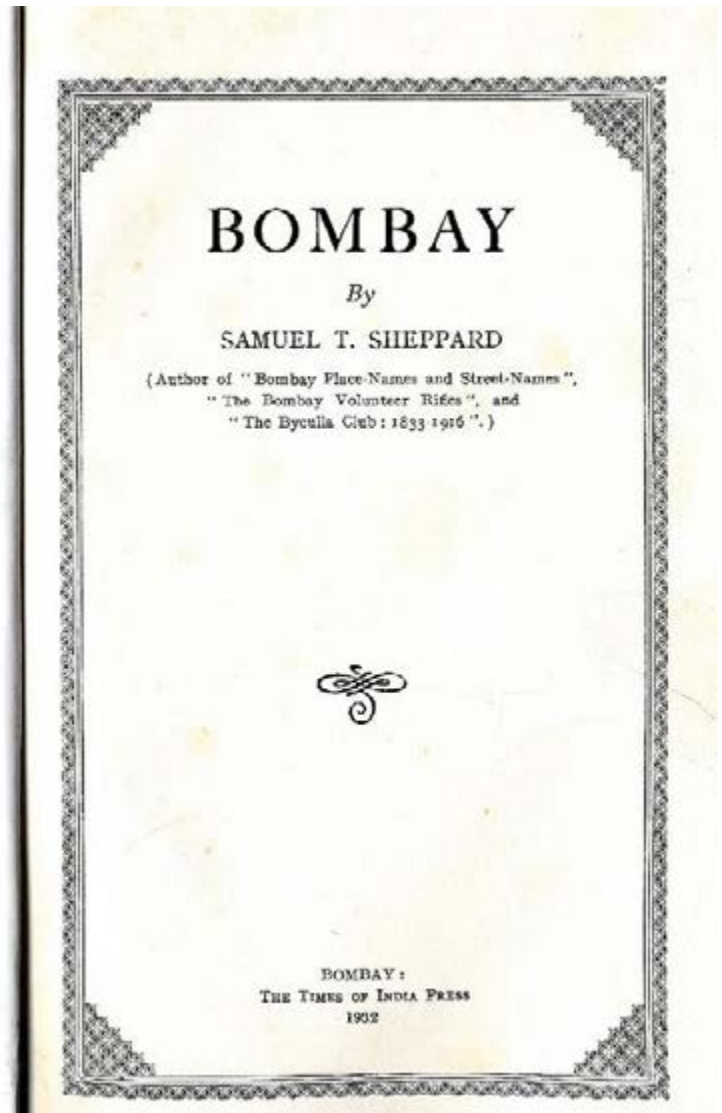 BOMBAY
By
SAMUEL T. SHEPPARD
(Author of "Bombay Place-Names and Street-Names",
"The Bombay Volunteer Rifles", and
"The Byculla Club: 1833-1916".)
BOMBAY:
THE TIMES OF INDIA PRESS
1932